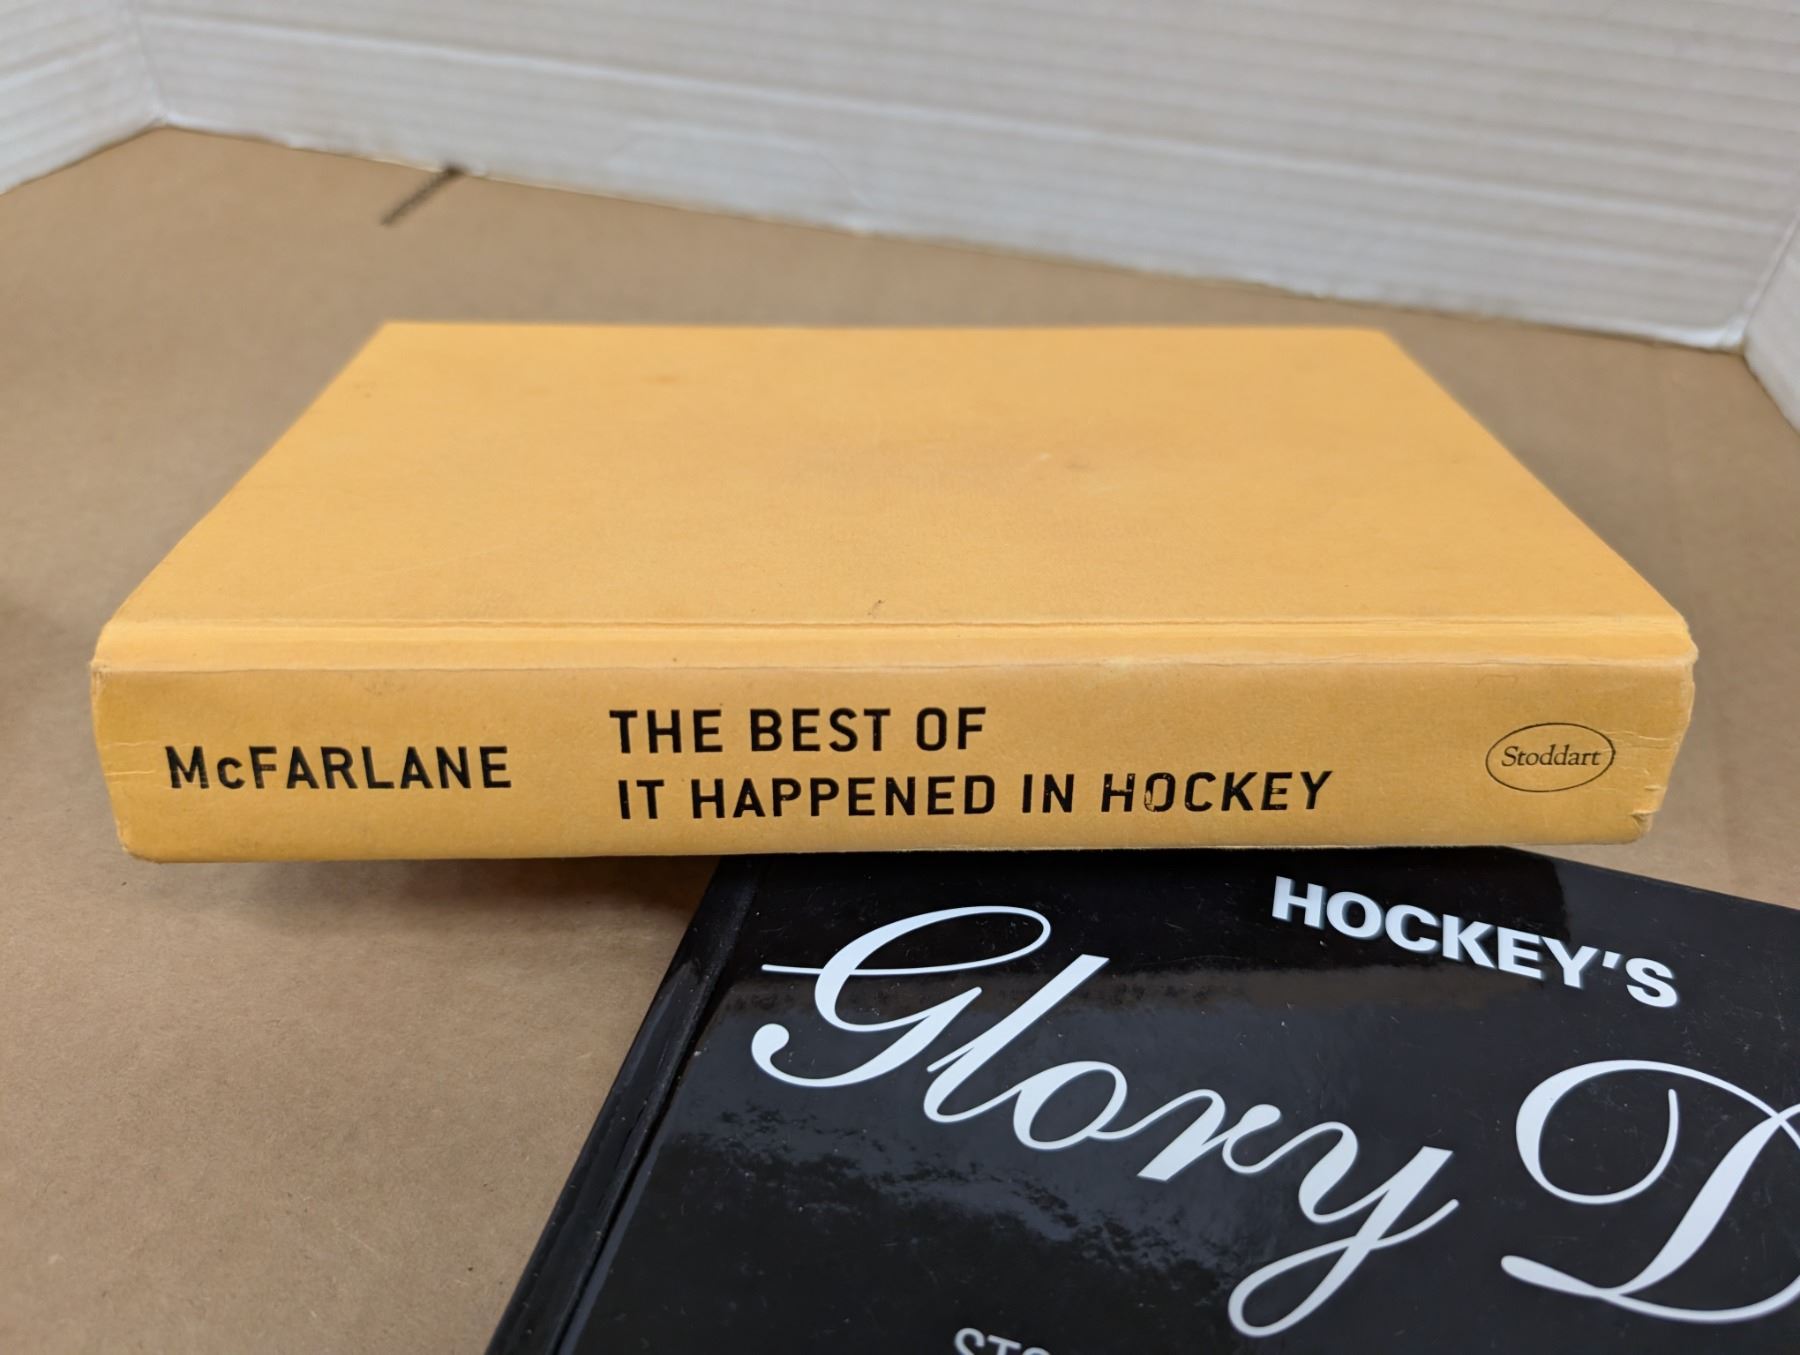 McFARLANE
THE BEST OF
IT HAPPENED IN HOCKEY
Stoddart
HOCKEY'S
Glory D